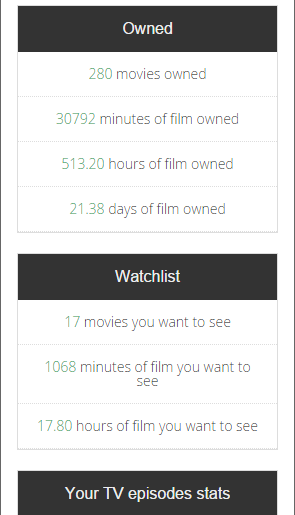 Owned
280 movies owned
30792 minutes of film owned
513.20 hours of film owned
21.38 days of film owned
Watchlist
17 movies you want to see
1068 minutes of film you want to
see
17.80 hours of film you want to see
Your TV episodes stats